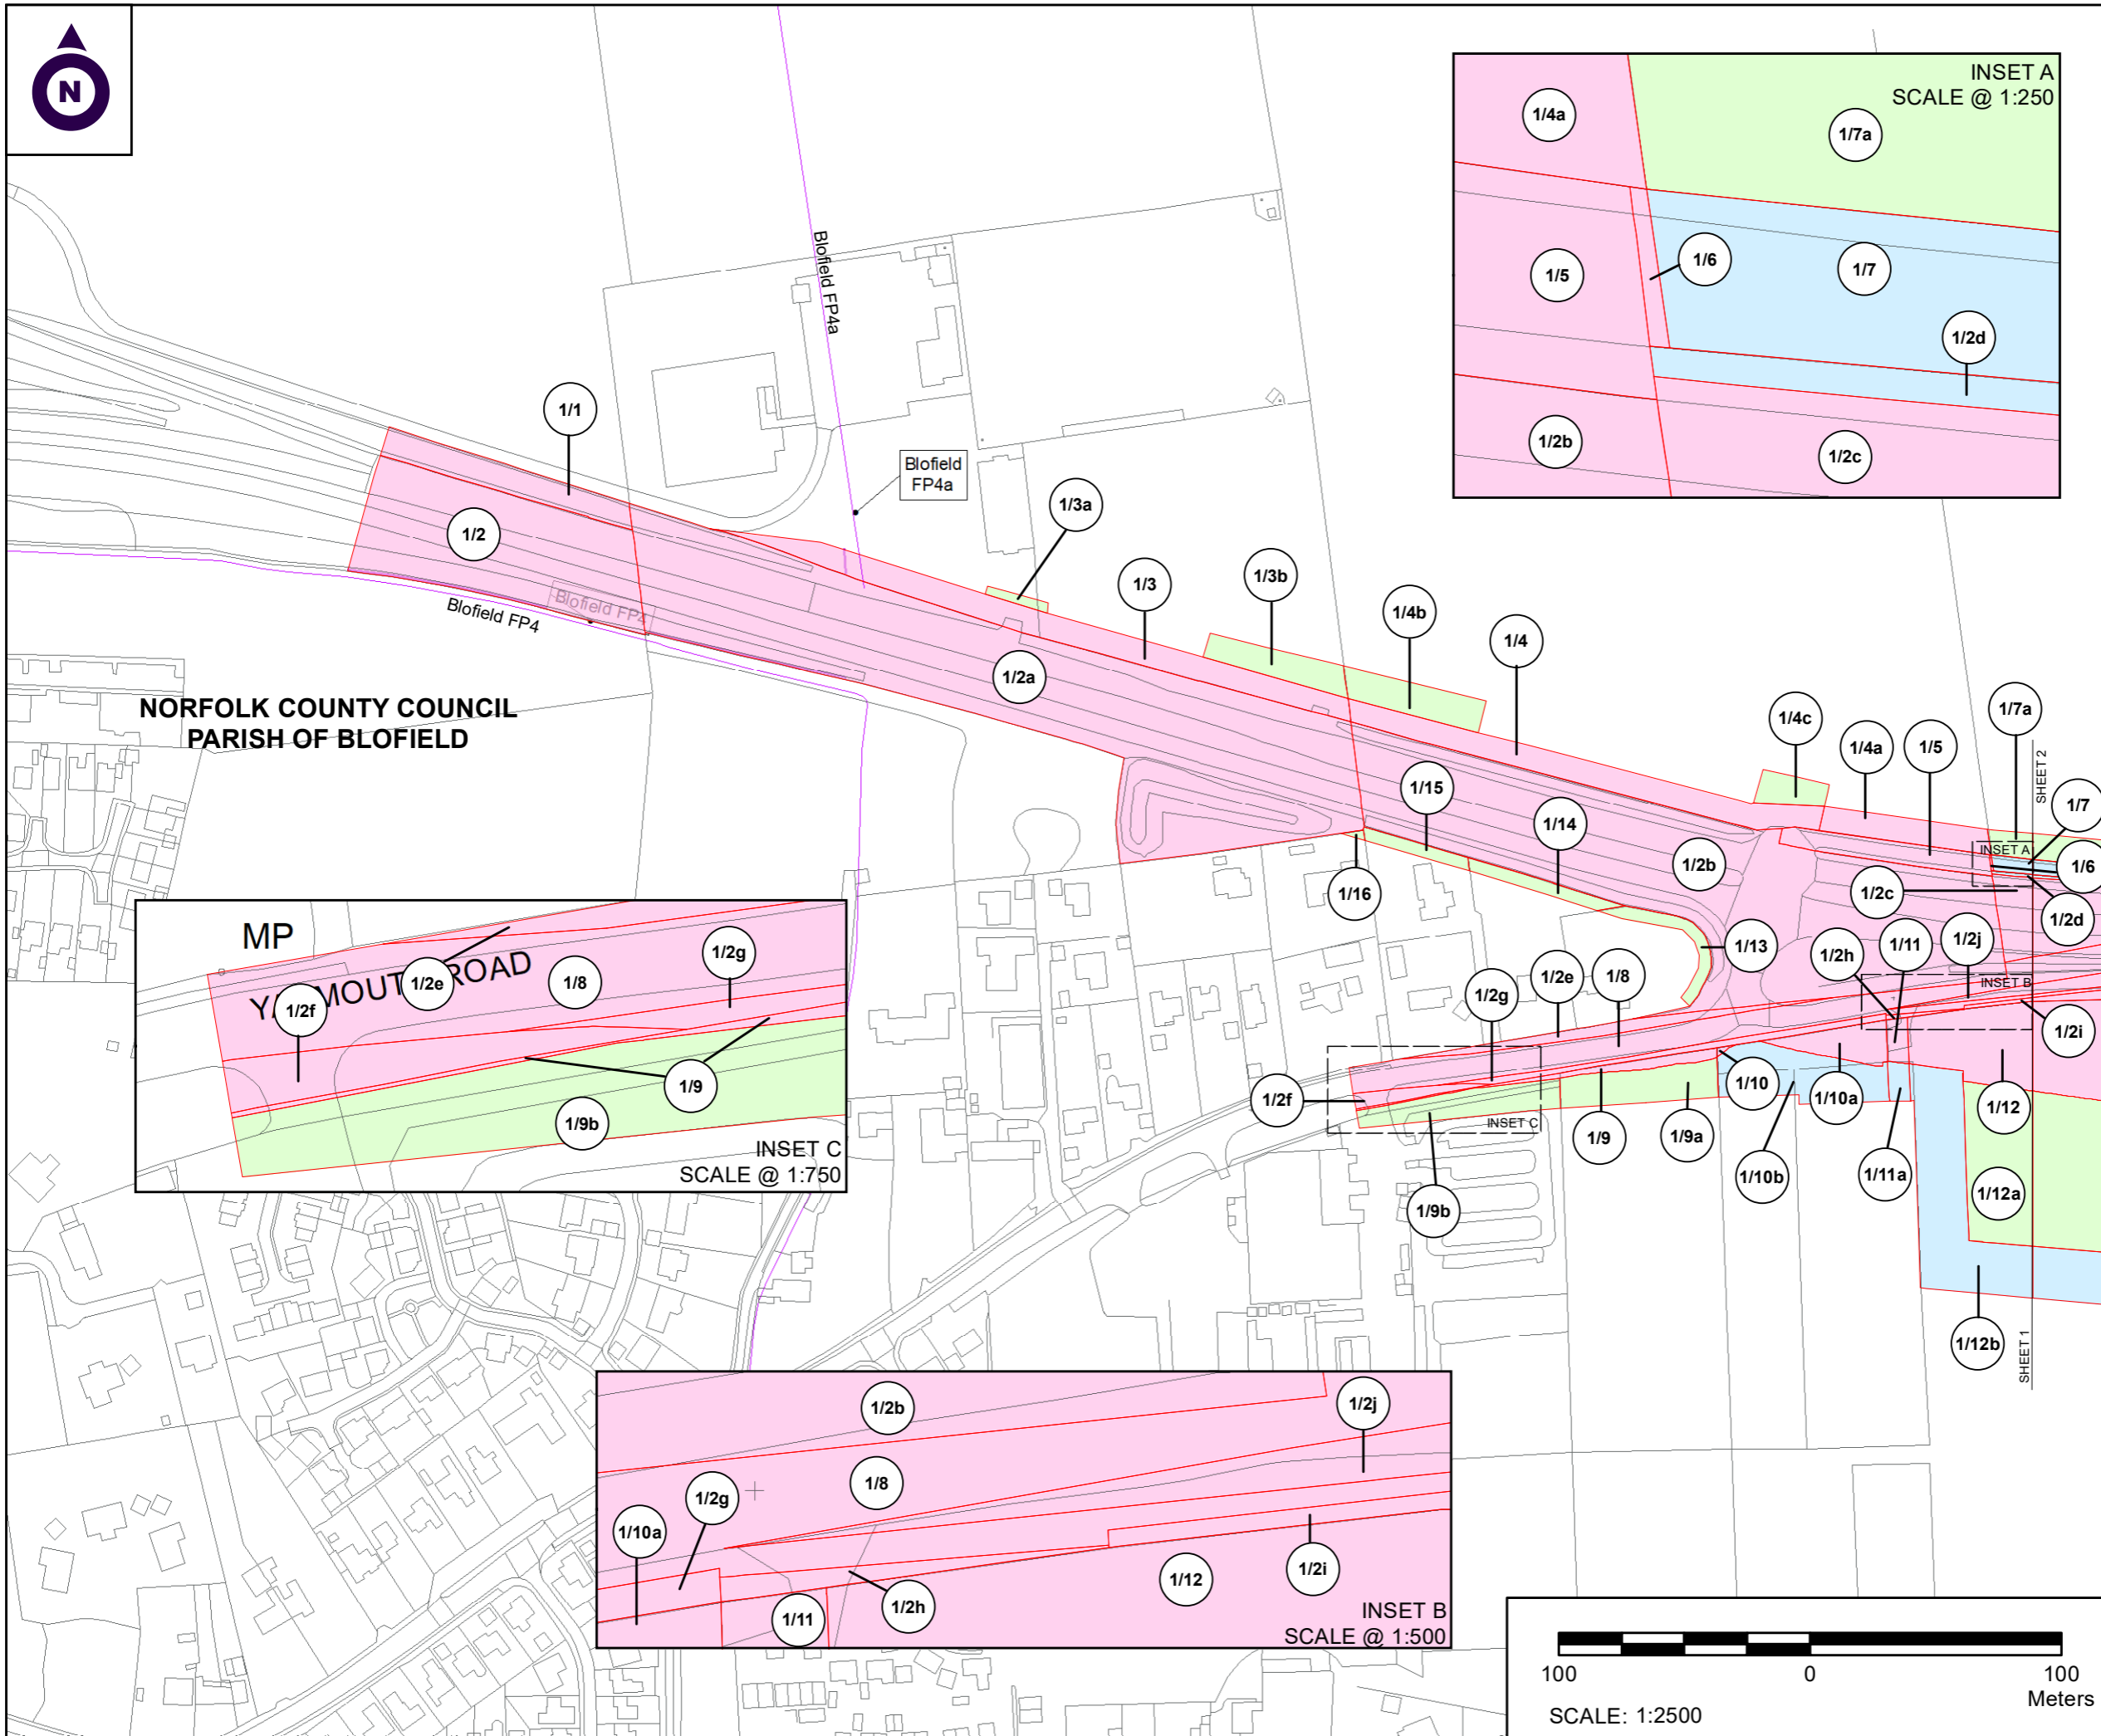 N
INSET A
SCALE @ 1:250
1/4a
1/7a
1/5
1/6
1/7
1/2d
1/2b
1/2c
Blofield FP4a
Blofield
FP4a
1/1
1/2
1/3a
1/3
1/3b
1/4b
1/4
1/2a
Blofield FP4
Blofield FP4
NORFOLK COUNTY COUNCIL
PARISH OF BLOFIELD
1/4c
1/4a
1/5
1/7a
SHEET 2
1/7
1/15
1/14
1/2b
INSET A
1/6
1/16
1/2c
1/2d
1/13
1/2h
1/11
1/2j
INSET B
1/2i
1/2g
1/2e
1/8
1/2f
INSET C
1/9b
1/9
1/9a
1/10
1/10b
1/10a
1/11a
1/12
1/12a
1/12b
SHEET 1
MP
YARMOUTH ROAD
1/2e
1/8
1/2g
1/2f
1/9
1/9b
INSET C
SCALE @ 1:750
1/2b
1/2j
1/8
1/2g
1/10a
1/11
1/2h
1/12
1/2i
INSET B
SCALE @ 1:500
100 0 100
Meters
SCALE: 1:2500